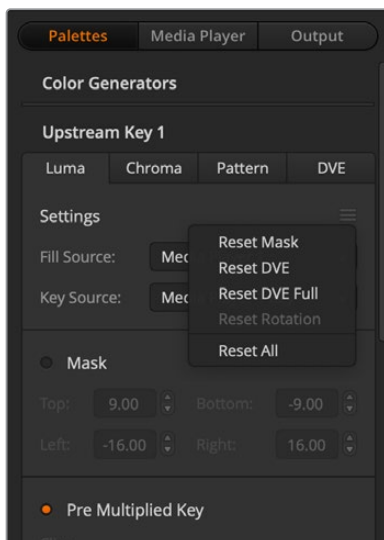 Palettes Media Player Output
Color Generators
Upstream Key 1
Luma Chroma Pattern DVE
Settings
Reset Mask
Reset DVE
Reset DVE Full
Reset Rotation
Reset All
Fill Source: Med
Key Source: Med
Mask
Top: 9.00 Bottom: -9.00
Left: -16.00 Right: 16.00
Pre Multiplied Key